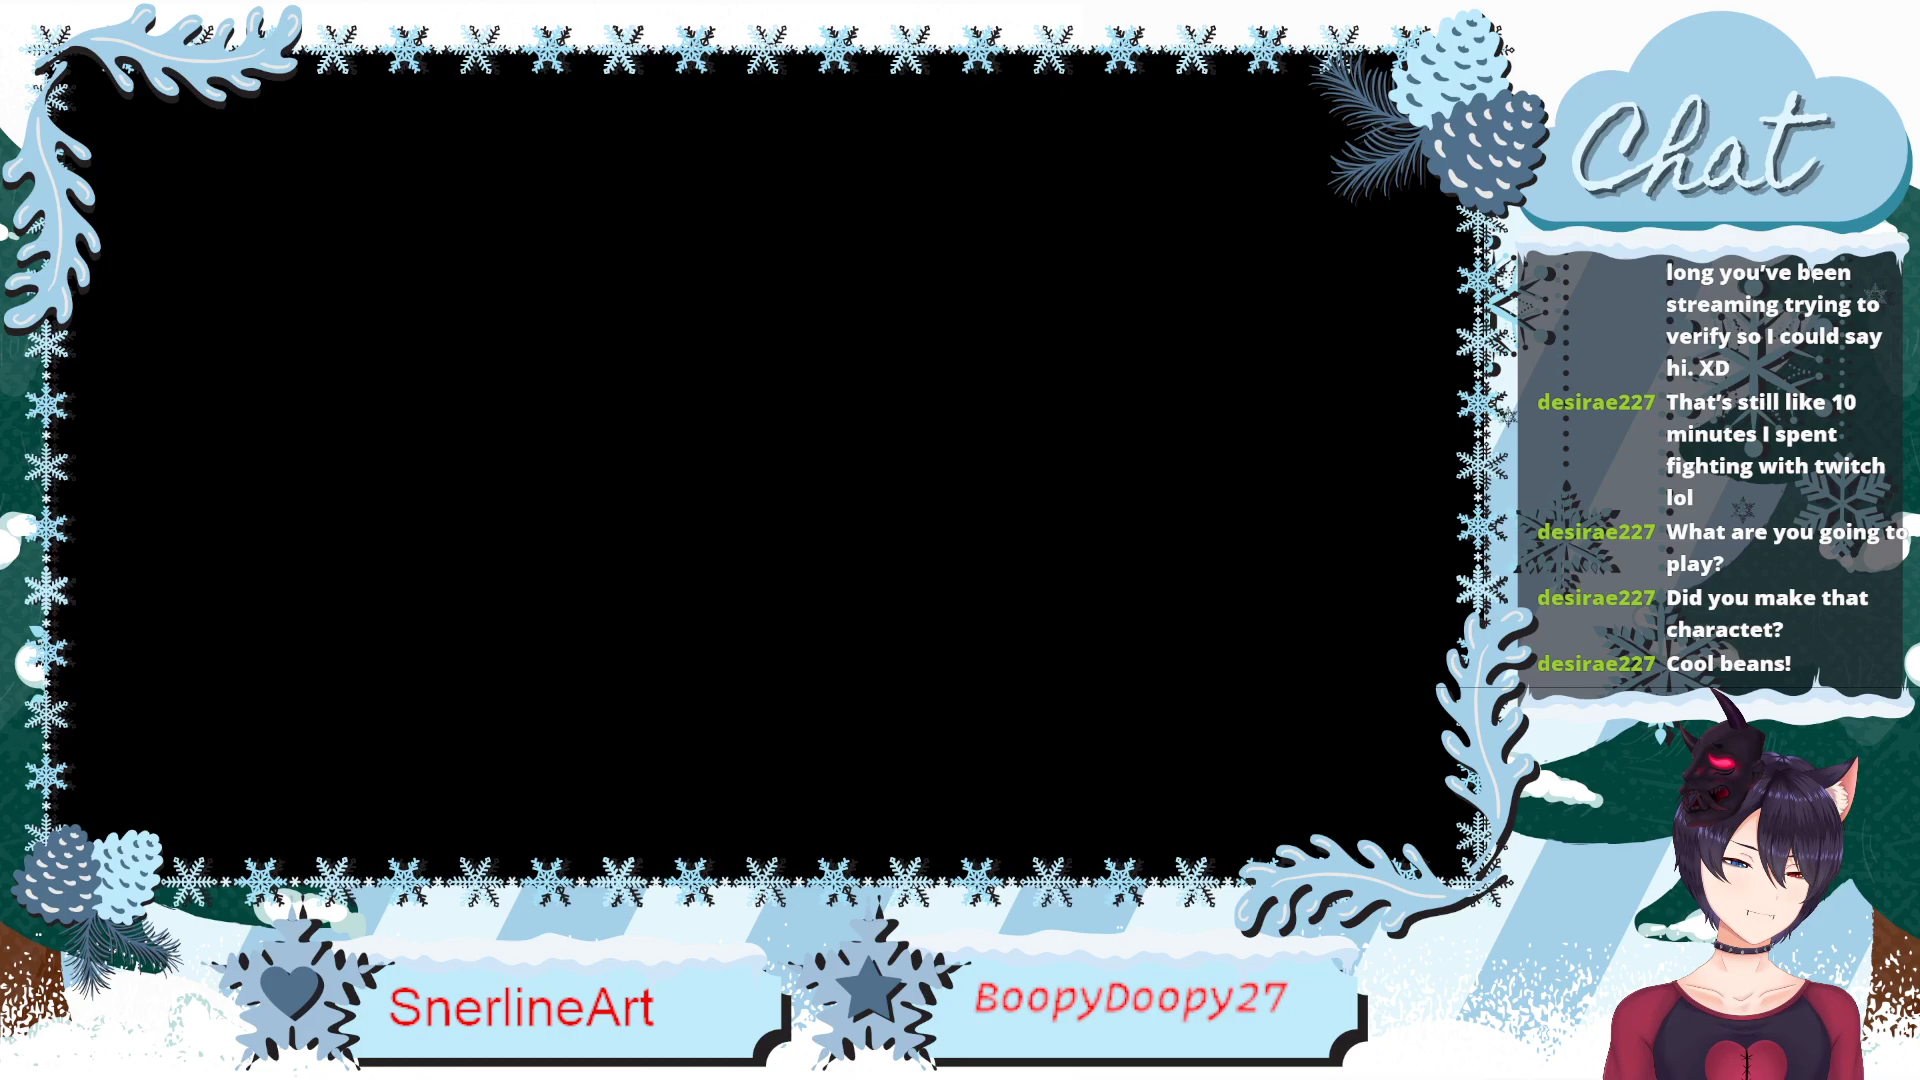 Chat
long you’ve been
streaming trying to
verify so I could say
hi. XD
desirae227 That’s still like 10
minutes I spent
fighting with twitch
lol
desirae227 What are you going to
play?
desirae227 Did you make that
charactet?
desirae227 Cool beans!
SnerlineArt
BoopyDoopy27